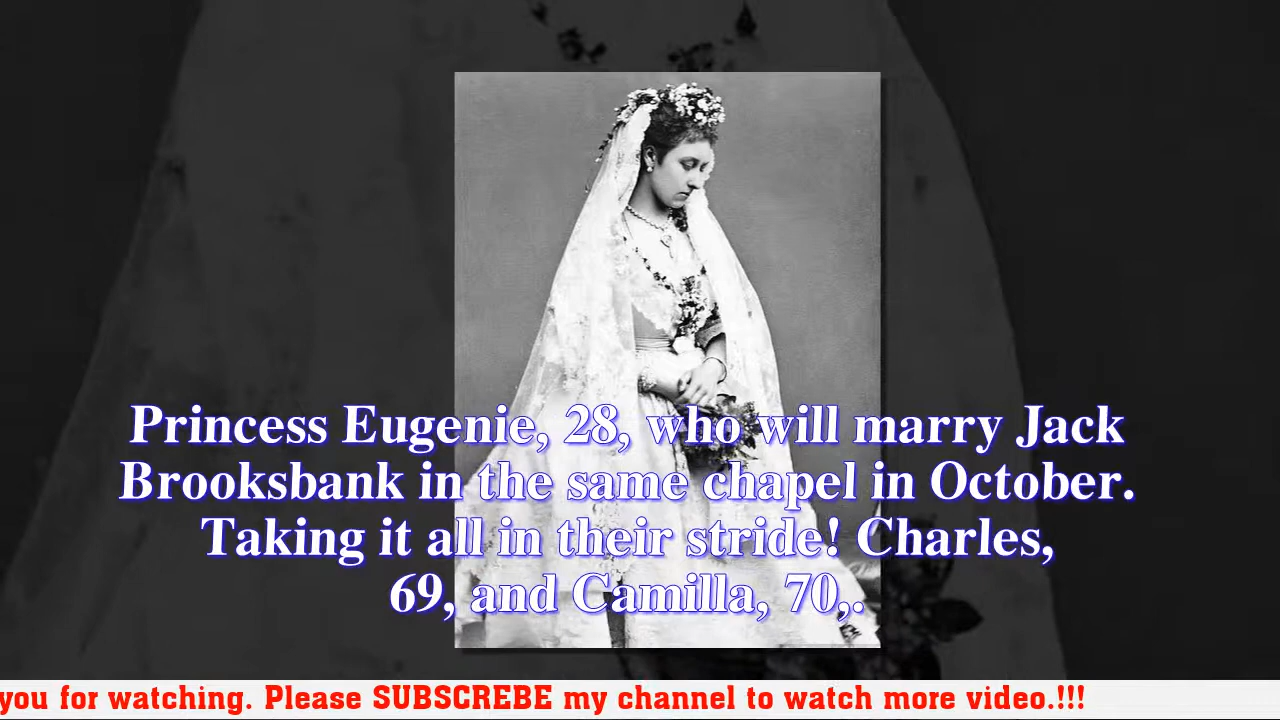 Princess Eugenie, 28, who will marry Jack
Brooksbank in the same chapel in October.
Taking it all in their stride! Charles,
69, and Camilla, 70,.
you for watching. Please SUBSCREBE my channel to watch more video.!!!